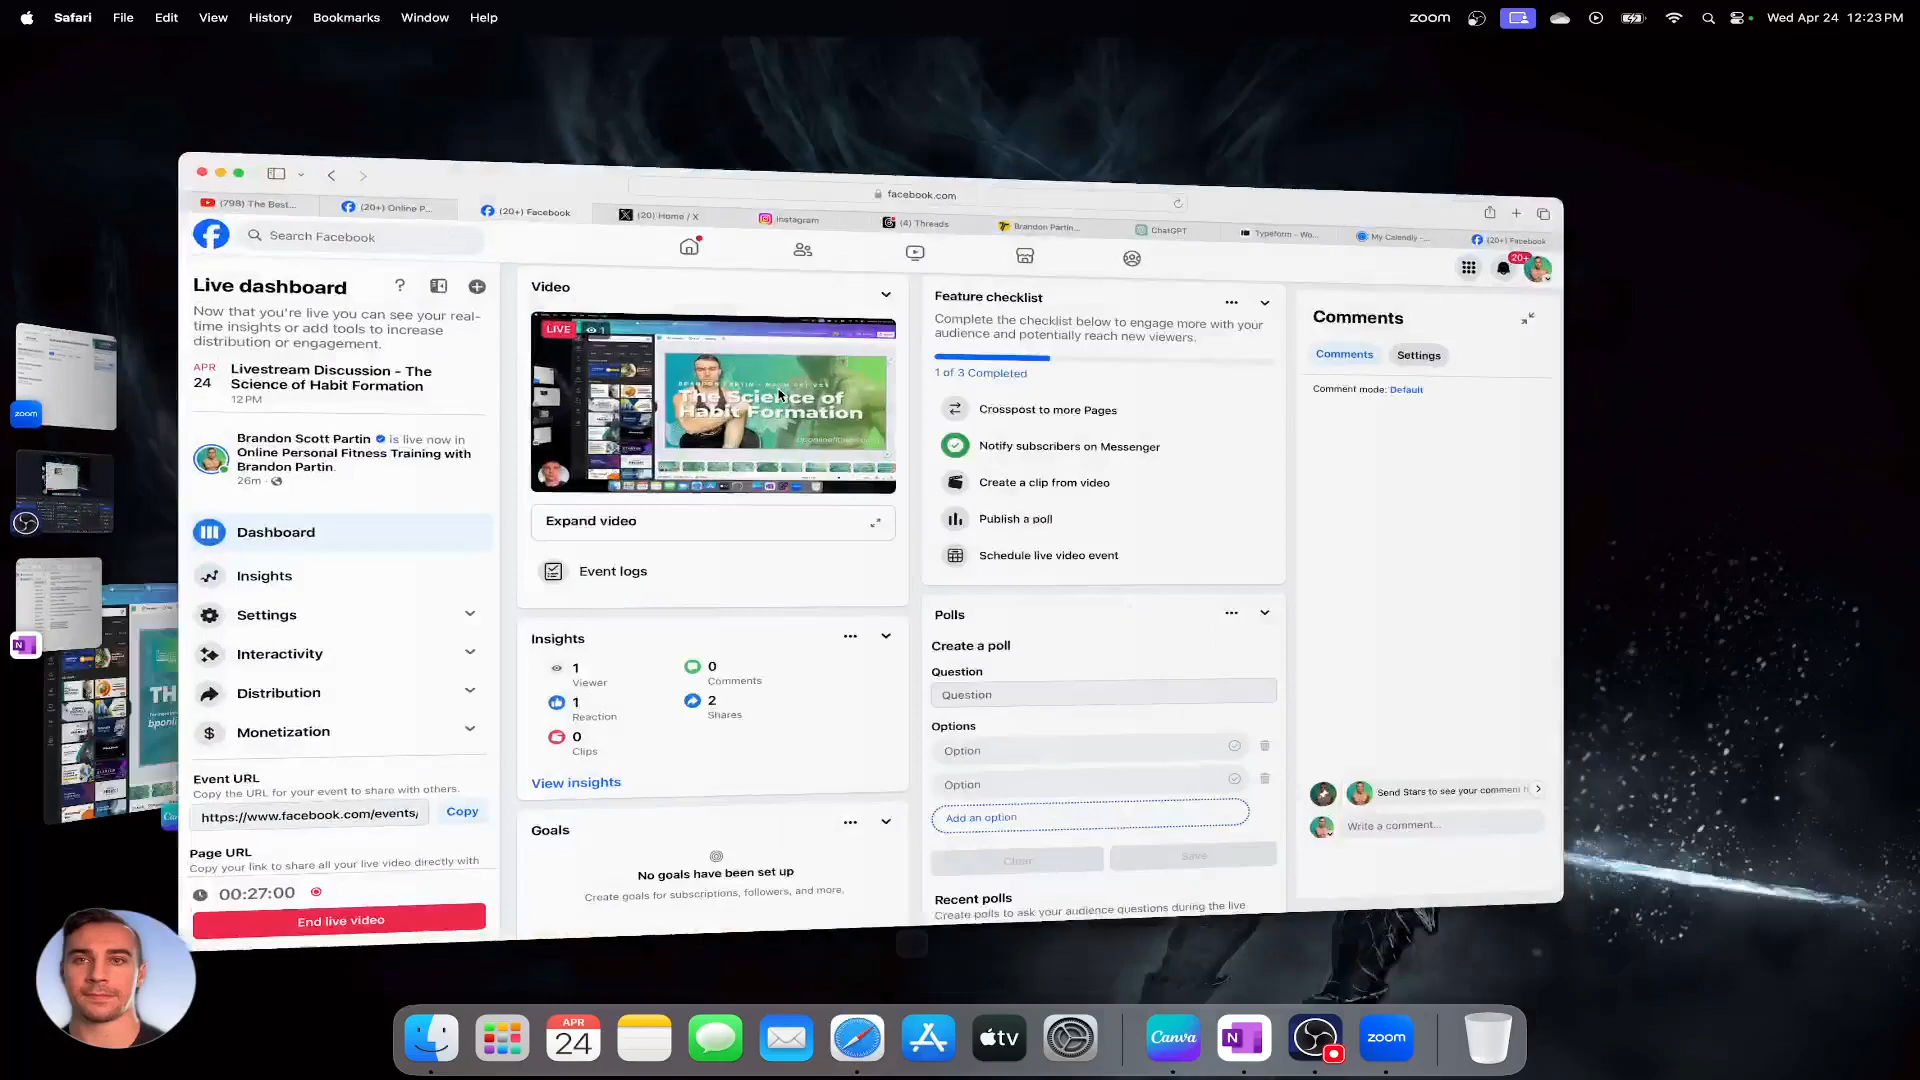 Safari File Edit View History Bookmarks Window Help
zoom
Wed Apr 24 12:23 PM
facebook.com
(798) The Best...
(20+) Online P...
(20+) Facebook
(20) Home / X
Instagram
(4) Threads
Brandon Partin...
ChatGPT
Typeform - Wo...
My Calendly -...
(20+) Facebook
Search Facebook
20+
Live dashboard
?
Now that you're live you can see your real-
time insights or add tools to increase
distribution or engagement.
APR
24
Livestream Discussion - The
Science of Habit Formation
12 PM
Brandon Scott Partin is live now in
Online Personal Fitness Training with
Brandon Partin.
26m ·
Dashboard
Insights
Settings
Interactivity
Distribution
Monetization
Event URL
Copy the URL for your event to share with others.
https://www.facebook.com/events/
Copy
Page URL
Copy your link to share all your live video directly with
00:27:00
End live video
Video
LIVE
1
The Science of
Habit Formation
Expand video
Event logs
Insights
1
Viewer
0
Comments
1
Reaction
2
Shares
0
Clips
View insights
Goals
No goals have been set up
Create goals for subscriptions, followers, and more.
Feature checklist
Complete the checklist below to engage more with your
audience and potentially reach new viewers.
1 of 3 Completed
Crosspost to more Pages
Notify subscribers on Messenger
Create a clip from video
Publish a poll
Schedule live video event
Polls
Create a poll
Question
Question
Options
Option
Option
Add an option
Clear
Save
Recent polls
Create polls to ask your audience questions during the live
Comments
Comments
Settings
Comment mode: Default
Send Stars to see your comment h
Write a comment...
zoom
N
TH
bponli
APR
24
tv
Canva
N
zoom